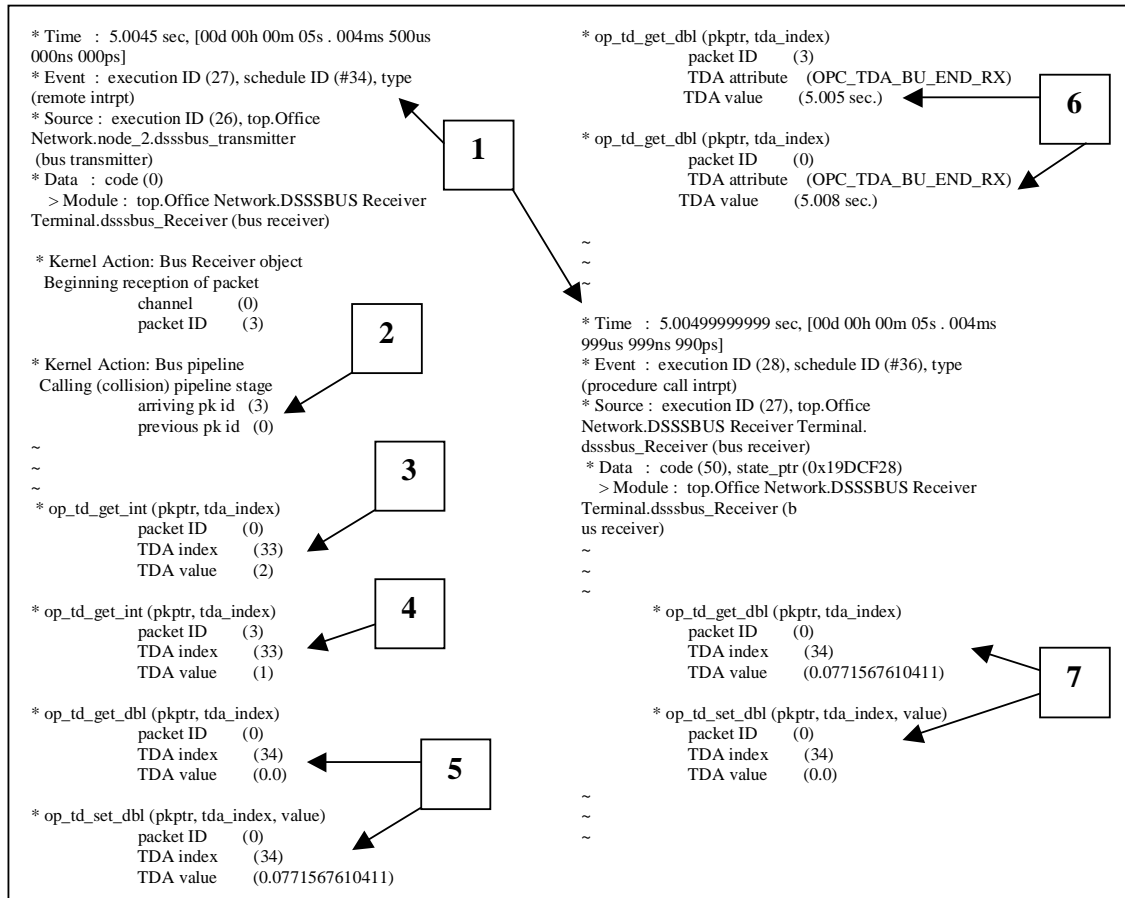 * Time : 5.0045 sec, [00d 00h 00m 05s . 004ms 500us
000ns 000ps]
* Event : execution ID (27), schedule ID (#34), type
(remote intrpt)
* Source : execution ID (26), top.Office
Network.node_2.dsssbus_transmitter
(bus transmitter)
* Data : code (0)
> Module : top.Office Network.DSSSBUS Receiver
Terminal.dsssbus_Receiver (bus receiver)
* Kernel Action: Bus Receiver object
Beginning reception of packet
channel (0)
packet ID (3)
* Kernel Action: Bus pipeline
Calling (collision) pipeline stage
arriving pk id (3)
previous pk id (0)
~
~
~
* op_td_get_int (pkptr, tda_index)
packet ID (0)
TDA index (33)
TDA value (2)
* op_td_get_int (pkptr, tda_index)
packet ID (3)
TDA index (33)
TDA value (1)
* op_td_get_dbl (pkptr, tda_index)
packet ID (0)
TDA index (34)
TDA value (0.0)
* op_td_set_dbl (pkptr, tda_index, value)
packet ID (0)
TDA index (34)
TDA value (0.0771567610411)
1
2
3
4
5
* op_td_get_dbl (pkptr, tda_index)
packet ID (3)
TDA attribute (OPC_TDA_BU_END_RX)
TDA value (5.005 sec.)
* op_td_get_dbl (pkptr, tda_index)
packet ID (0)
TDA attribute (OPC_TDA_BU_END_RX)
TDA value (5.008 sec.)
~
~
~
* Time : 5.00499999999 sec, [00d 00h 00m 05s . 004ms
999us 999ns 990ps]
* Event : execution ID (28), schedule ID (#36), type
(procedure call intrpt)
* Source : execution ID (27), top.Office
Network.DSSSBUS Receiver Terminal.
dsssbus_Receiver (bus receiver)
* Data : code (50), state_ptr (0x19DCF28)
> Module : top.Office Network.DSSSBUS Receiver
Terminal.dsssbus_Receiver (b
us receiver)
~
~
~
* op_td_get_dbl (pkptr, tda_index)
packet ID (0)
TDA index (34)
TDA value (0.0771567610411)
* op_td_set_dbl (pkptr, tda_index, value)
packet ID (0)
TDA index (34)
TDA value (0.0)
~
~
~
6
7